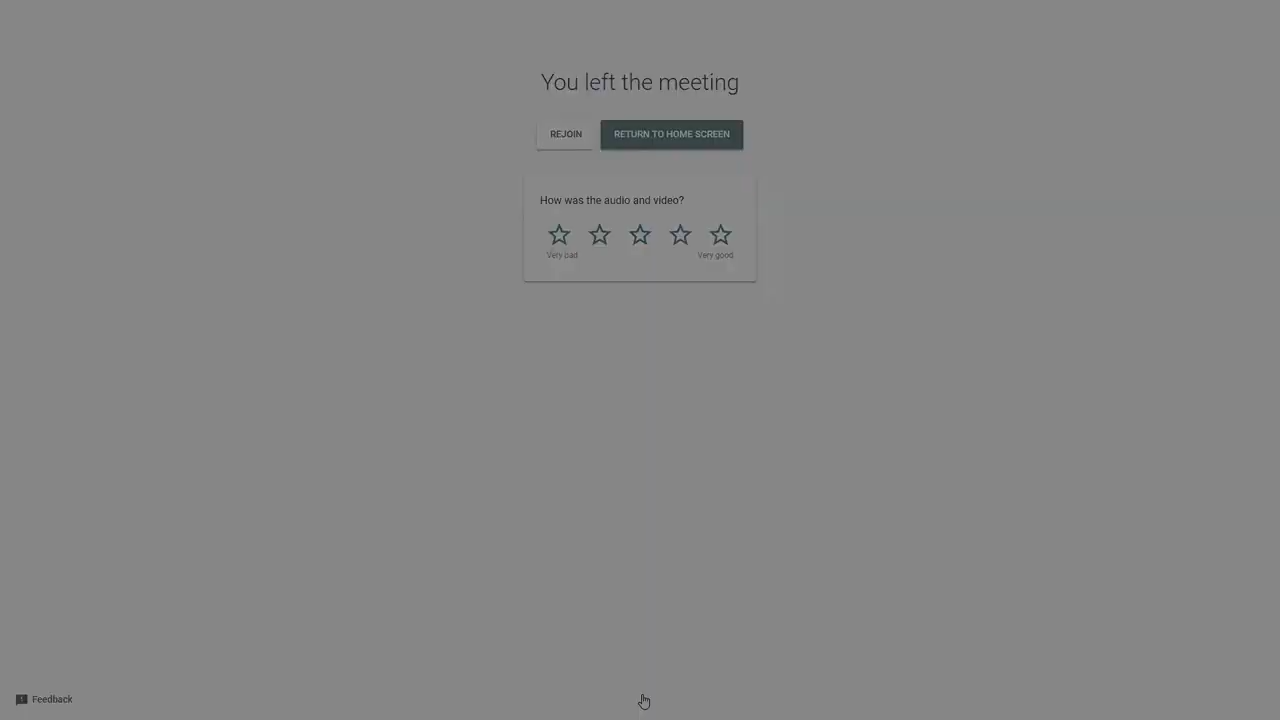 You left the meeting
REJOIN
RETURN TO HOME SCREEN
How was the audio and video?
Very bad
Very good
Feedback